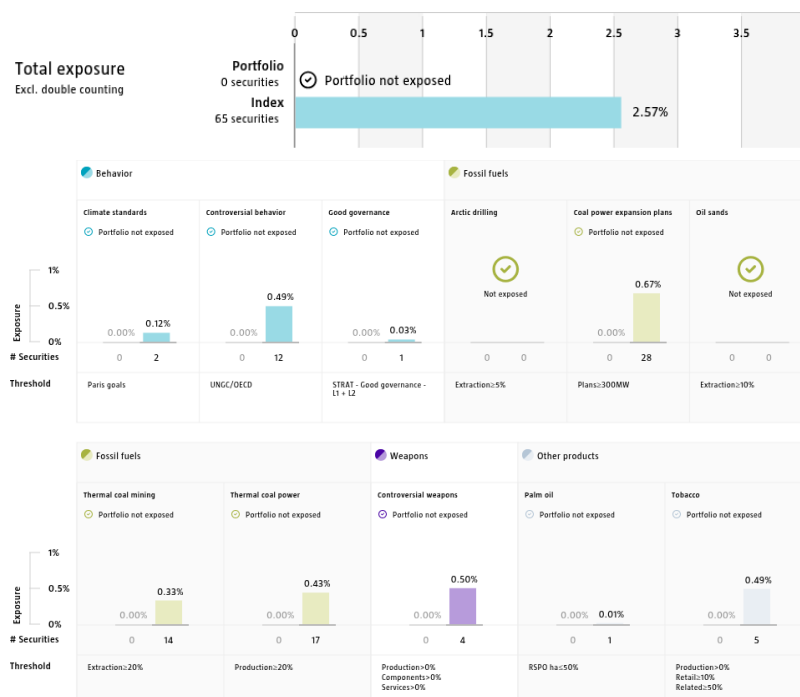 0 0.5 1 1.5 2 2.5 3 3.5
Total exposure
Excl. double counting
Portfolio
0 securities
Portfolio not exposed
Index
65 securities
2.57%
Behavior
Fossil fuels
Climate standards
Controversial behavior
Good governance
Arctic drilling
Coal power expansion plans
Oil sands
Portfolio not exposed
Portfolio not exposed
Portfolio not exposed
Portfolio not exposed
Exposure
1%
0.5%
0%
0.00% 0.12%
0.00% 0.49%
0.00% 0.03%
Not exposed
0.00% 0.67%
Not exposed
# Securities
0 2
0 12
0 1
0 0
0 28
0 0
Threshold
Paris goals
UNGC/OECD
STRAT - Good governance -
L1 + L2
Extraction≥5%
Plans≥300MW
Extraction≥10%
Fossil fuels
Weapons
Other products
Thermal coal mining
Thermal coal power
Controversial weapons
Palm oil
Tobacco
Portfolio not exposed
Portfolio not exposed
Portfolio not exposed
Portfolio not exposed
Portfolio not exposed
Exposure
1%
0.5%
0%
0.00% 0.33%
0.00% 0.43%
0.00% 0.50%
0.00% 0.01%
0.00% 0.49%
# Securities
0 14
0 17
0 4
0 1
0 5
Threshold
Extraction≥20%
Production≥20%
Production>0%
Components>0%
Services>0%
RSPO ha≤50%
Production>0%
Retail≥10%
Related≥50%